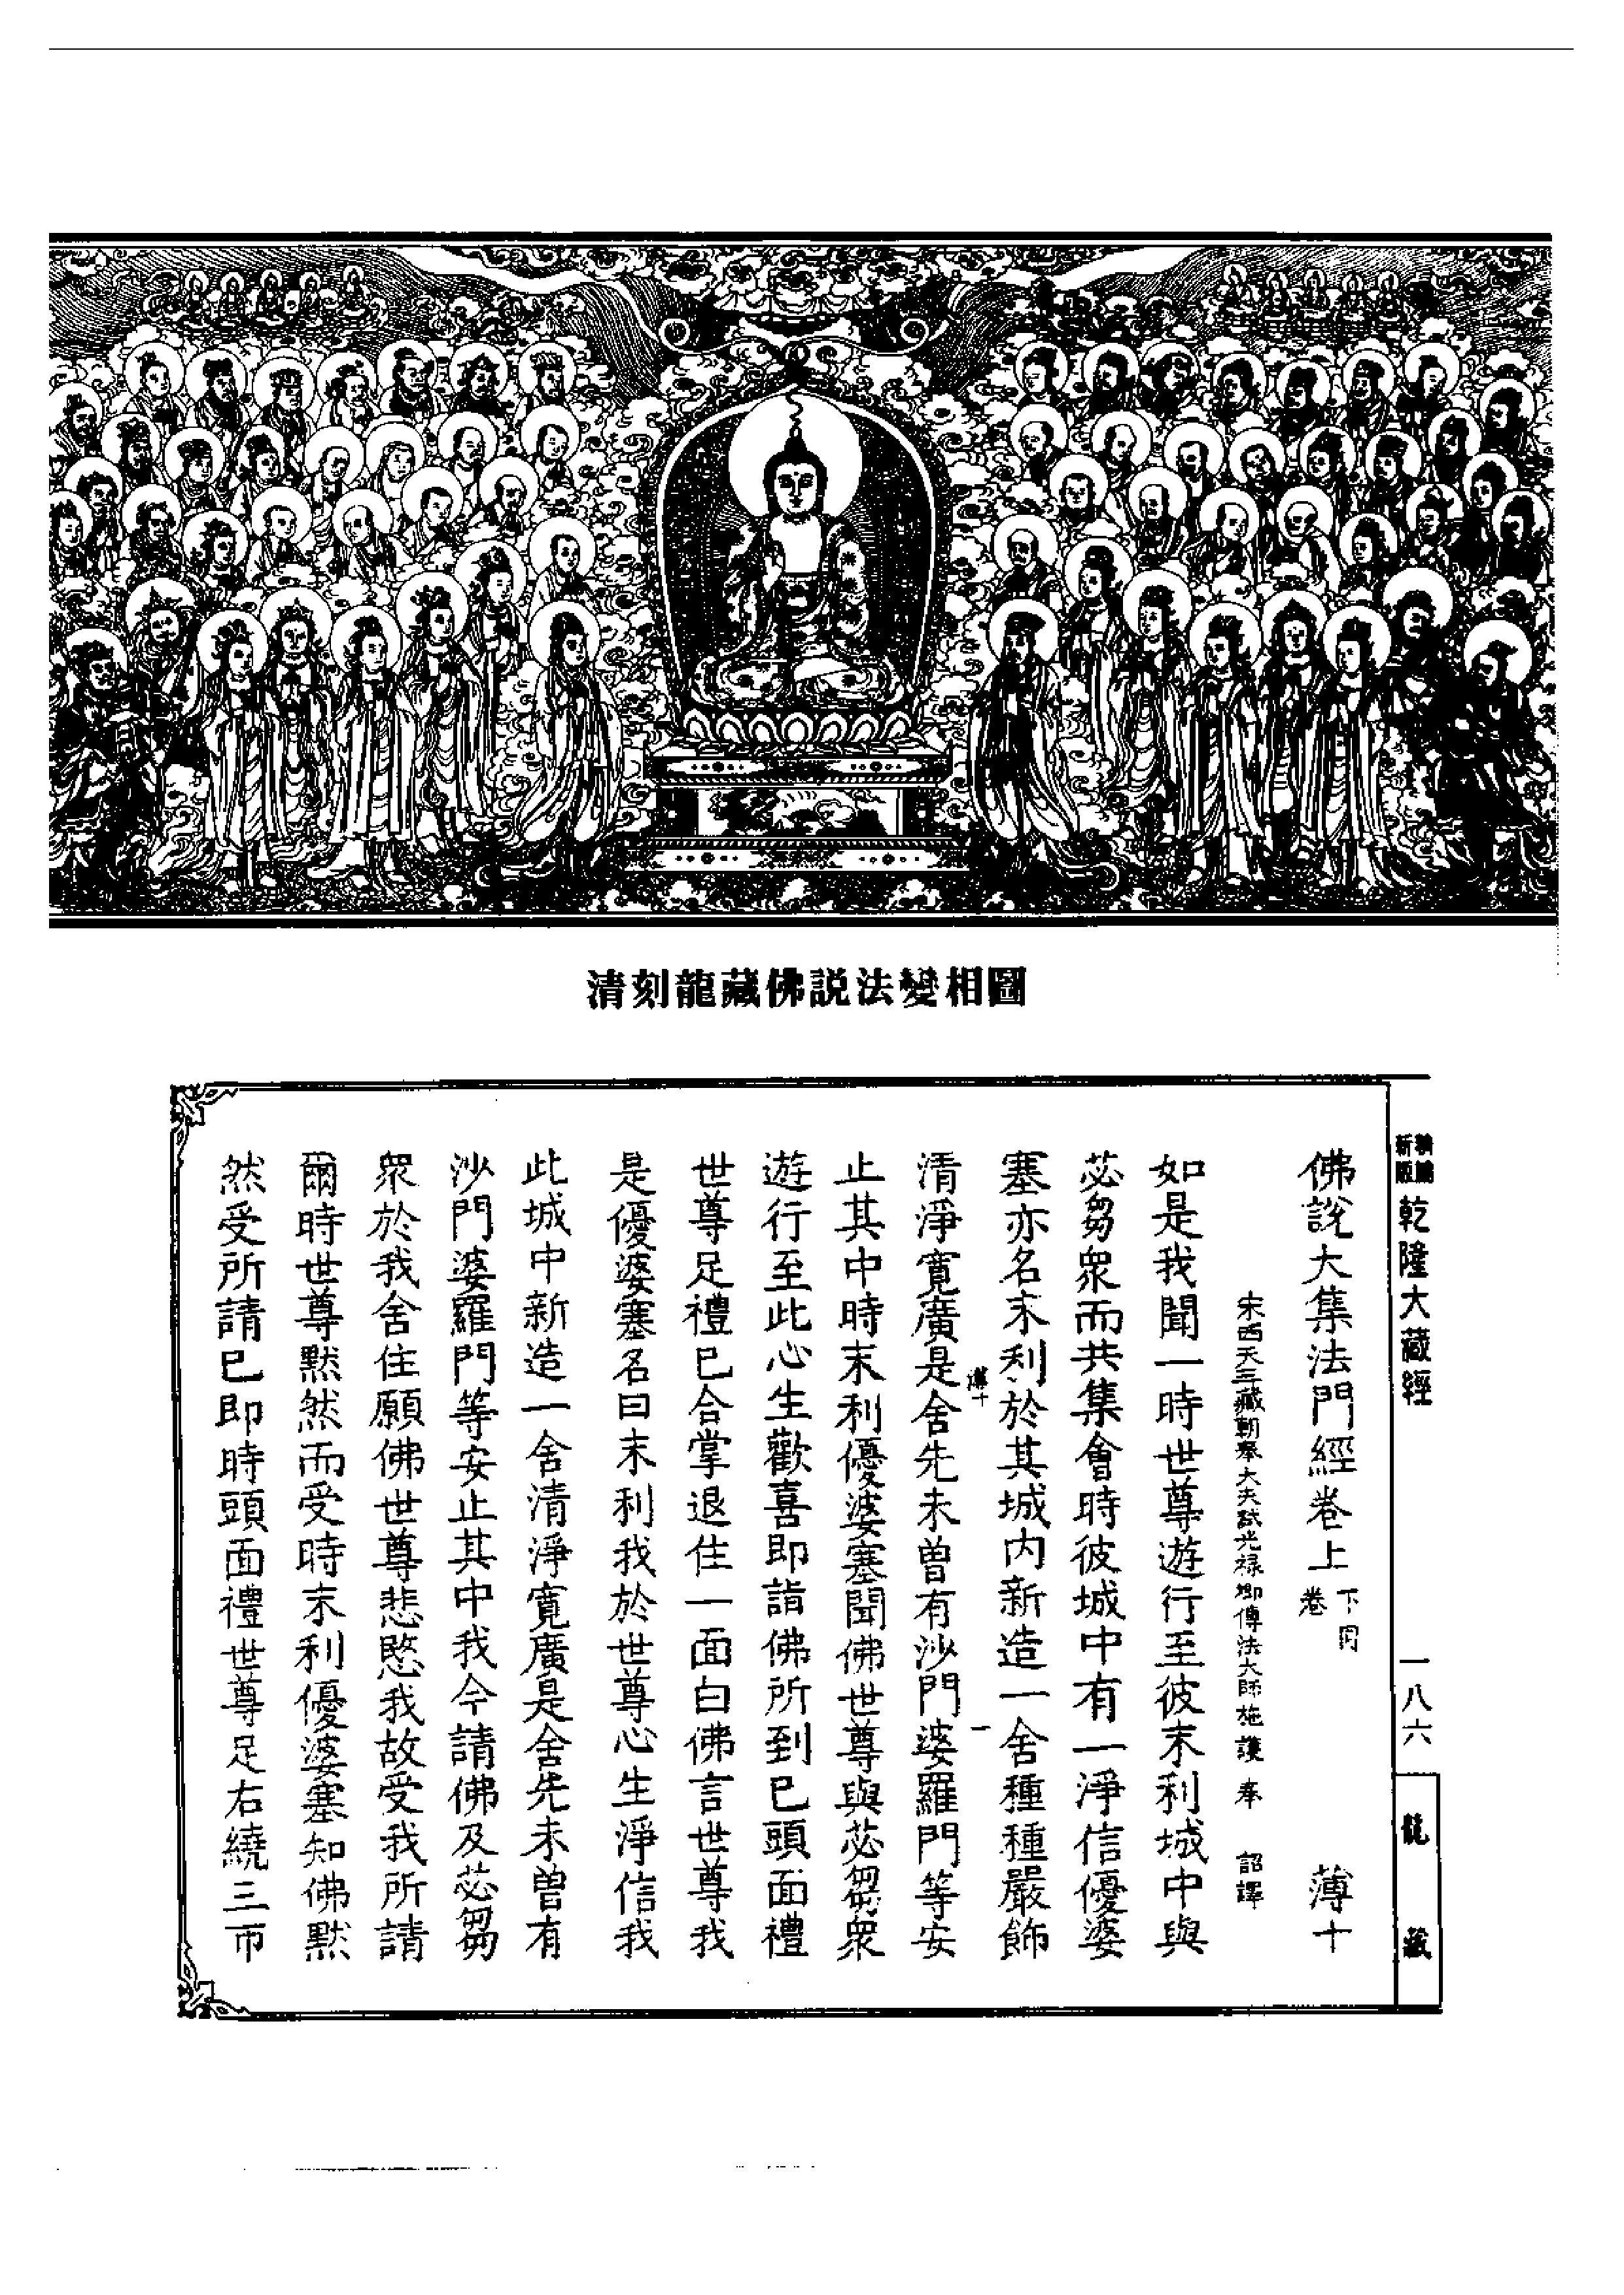 清刻龍藏佛説法變相圖
新版
乾隆大藏經
一八六
龍藏
佛說大集法門經卷上 下同卷 薄十
宋西天三藏朝奉大夫試光祿卿傳法大師施護奉 詔譯
如是我聞一時世尊遊行至彼末利城中與
苾芻衆而共集會時彼城中有一淨信優婆
塞亦名末利於其城內新造一舍種種嚴飾
薄十 一
清淨寬廣是舍先未曾有沙門婆羅門等安
止其中時末利優婆塞聞佛世尊與苾芻衆
遊行至此心生歡喜即詣佛所到已頭面禮
世尊足禮已合掌退住一面白佛言世尊我
是優婆塞名曰末利我於世尊心生淨信我
此城中新造一舍清淨寬廣是舍先未曾有
沙門婆羅門等安止其中我今請佛及苾芻
衆於我舍住願佛世尊悲愍我故受我所請
爾時世尊默然而受時末利優婆塞知佛默
然受所請已即時頭面禮世尊足右繞三帀